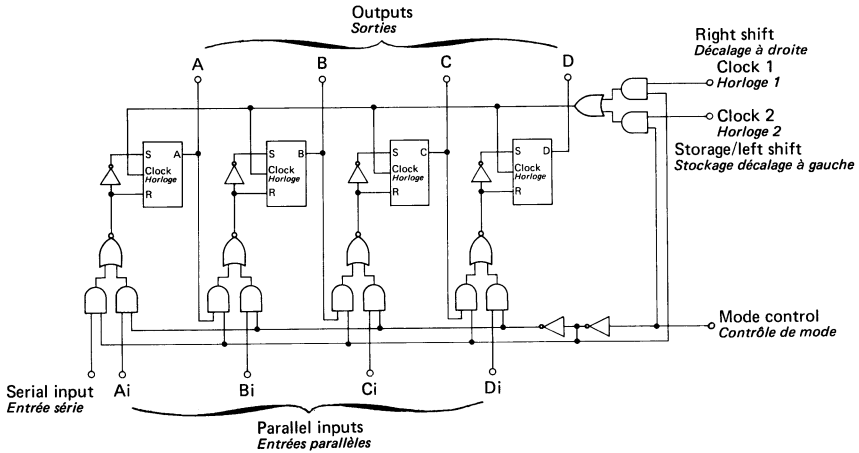 Outputs
Sorties
Right shift
Décalage à droite
A
B
C
D
Clock 1
Horloge 1
Clock 2
Horloge 2
Storage/left shift
Stockage décalage à gauche
S
A
Clock
Horloge
R
S
B
Clock
Horloge
R
S
C
Clock
Horloge
R
S
D
Clock
Horloge
R
Mode control
Contrôle de mode
Serial input
Entrée série
Ai
Bi
Ci
Di
Parallel inputs
Entrées parallèles